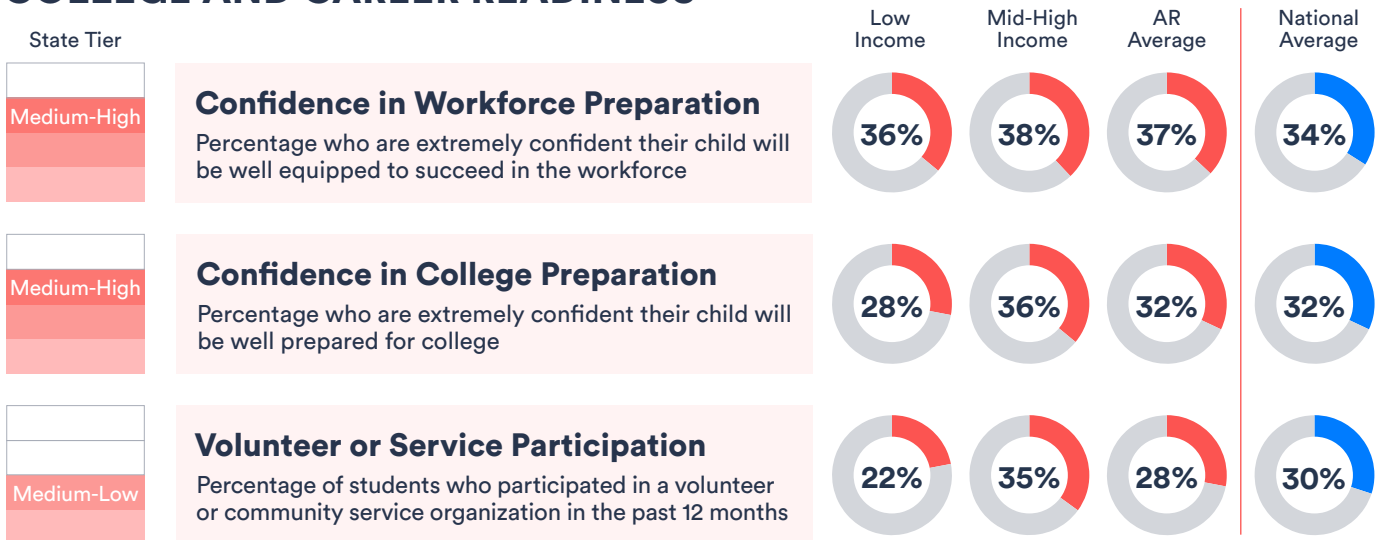 COLLEGE AND CAREER READINESS
State Tier
Low
Income
Mid-High
Income
AR
Average
National
Average
Medium-High
Confidence in Workforce Preparation
Percentage who are extremely confident their child will
be well equipped to succeed in the workforce
36%
38%
37%
34%
Medium-High
Confidence in College Preparation
Percentage who are extremely confident their child will
be well prepared for college
28%
36%
32%
32%
Medium-Low
Volunteer or Service Participation
Percentage of students who participated in a volunteer
or community service organization in the past 12 months
22%
35%
28%
30%